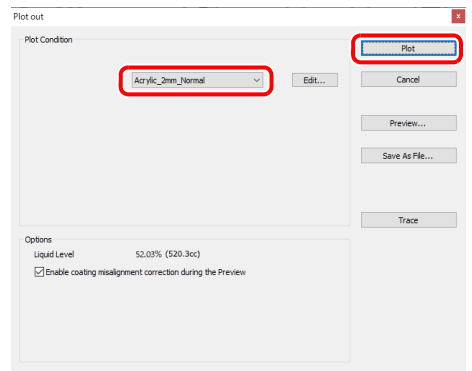 Plot out
x
Plot Condition
Acrylic_2mm_Normal
Edit...
Plot
Cancel
Preview...
Save As File...
Trace
Options
Liquid Level 52.03% (520.3cc)
Enable coating misalignment correction during the Preview